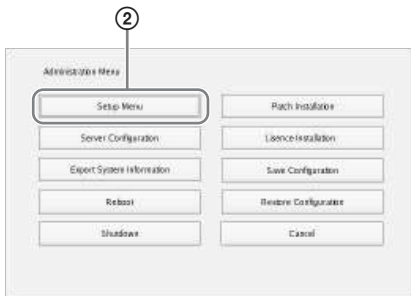 ②
Administration Menu
Setup Menu
Patch Installation
Server Configuration
Lisence Installation
Export System Information
Save Configuration
Reboot
Restore Configuration
Shutdown
Cancel